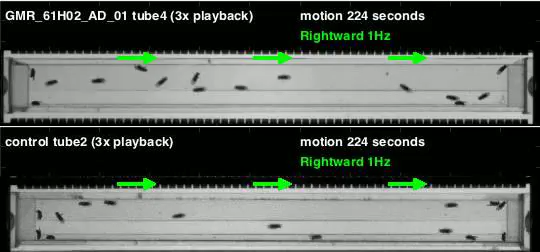 GMR_61H02_AD_01 tube4 (3x playback) motion 224 seconds
Rightward 1Hz
control tube2 (3x playback) motion 224 seconds
Rightward 1Hz